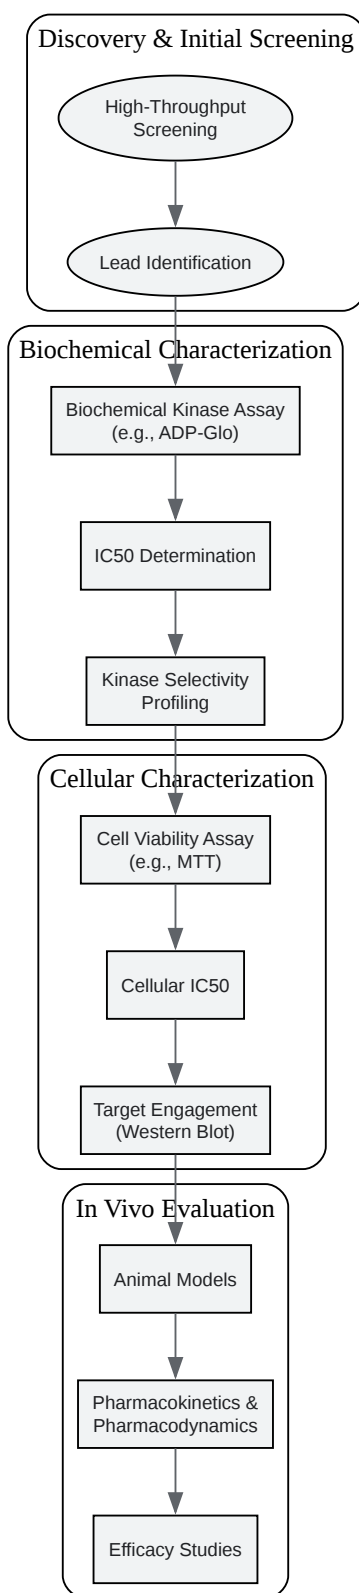 Discovery & Initial Screening
High-Throughput
Screening
Lead Identification
Biochemical Characterization
Biochemical Kinase Assay
(e.g., ADP-Glo)
IC50 Determination
Kinase Selectivity
Profiling
Cellular Characterization
Cell Viability Assay
(e.g., MTT)
Cellular IC50
Target Engagement
(Western Blot)
In Vivo Evaluation
Animal Models
Pharmacokinetics &
Pharmacodynamics
Efficacy Studies